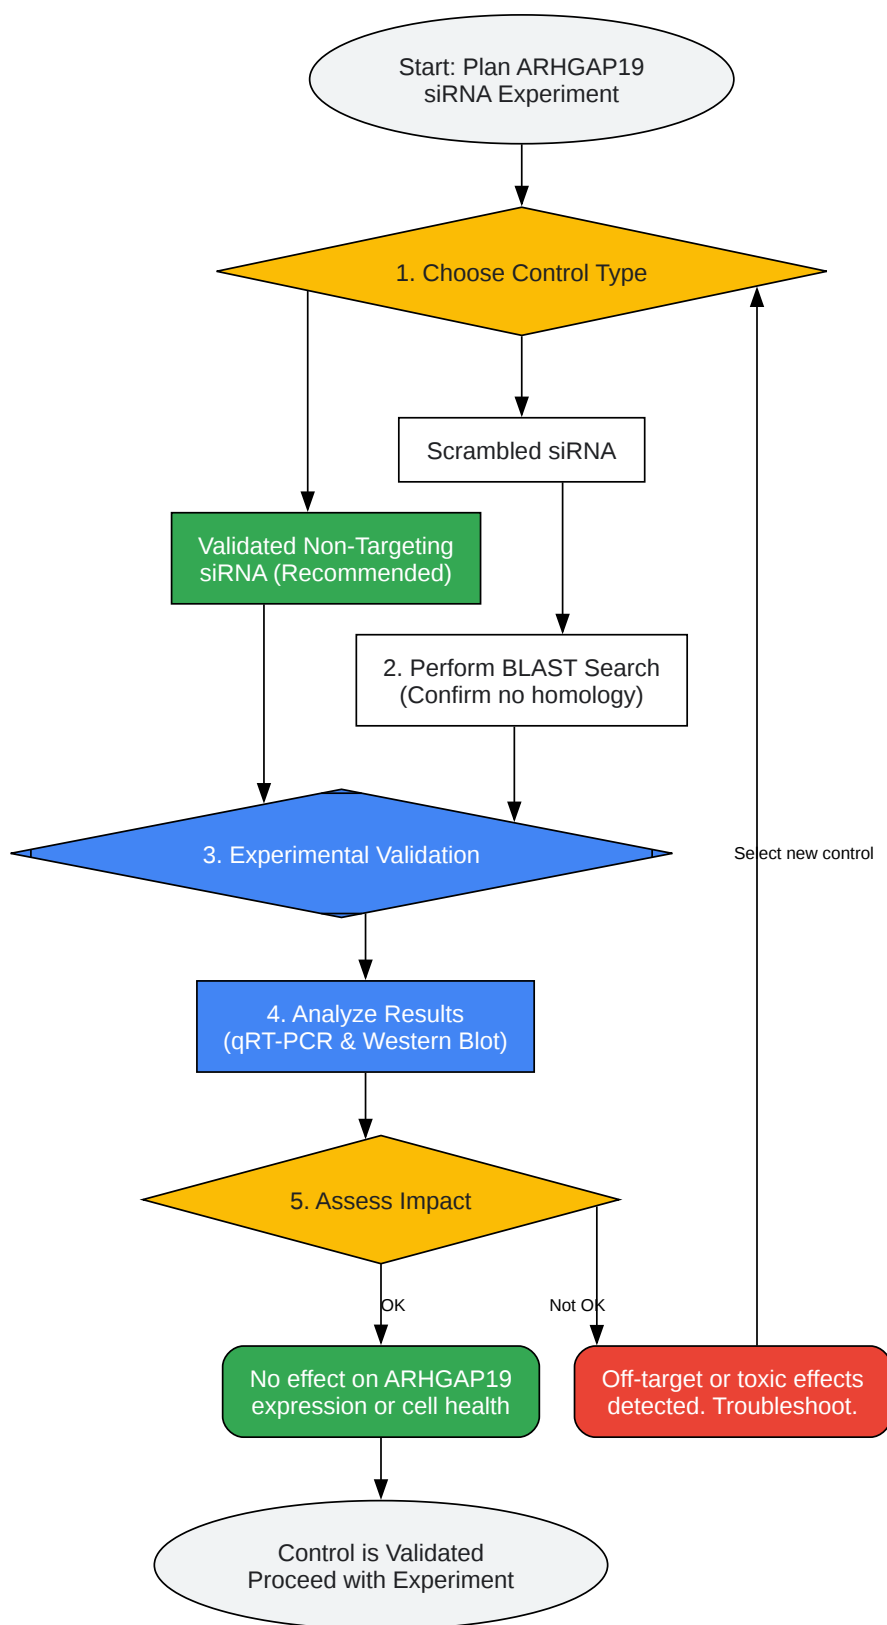 Start: Plan ARHGAP19
siRNA Experiment
1. Choose Control Type
Scrambled siRNA
Validated Non-Targeting
siRNA (Recommended)
2. Perform BLAST Search
(Confirm no homology)
3. Experimental Validation
Select new control
4. Analyze Results
(qRT-PCR & Western Blot)
5. Assess Impact
OK
Not OK
No effect on ARHGAP19
expression or cell health
Off-target or toxic effects
detected. Troubleshoot.
Control is Validated
Proceed with Experiment